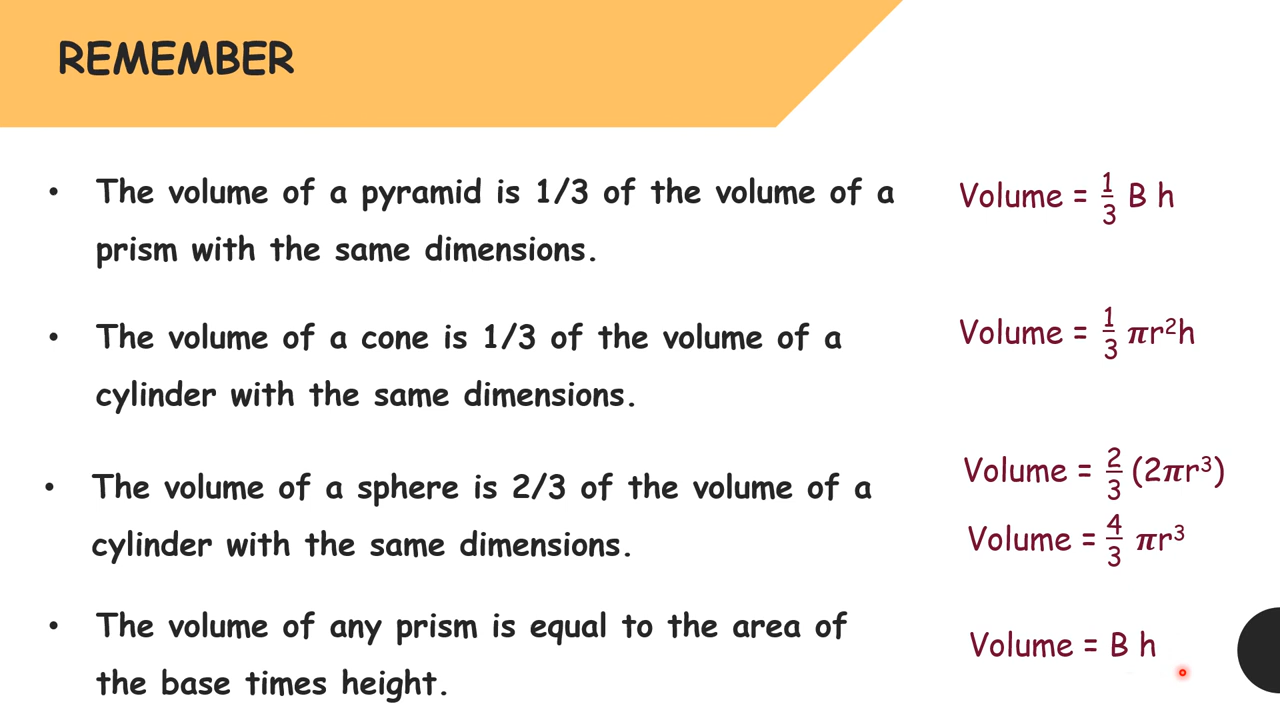 REMEMBER
• The volume of a pyramid is 1/3 of the volume of a
prism with the same dimensions.
Volume = 1/3 B h
• The volume of a cone is 1/3 of the volume of a
cylinder with the same dimensions.
Volume = 1/3 πr²h
• The volume of a sphere is 2/3 of the volume of a
cylinder with the same dimensions.
Volume = 2/3 (2πr³)
Volume = 4/3 πr³
• The volume of any prism is equal to the area of
the base times height.
Volume = B h